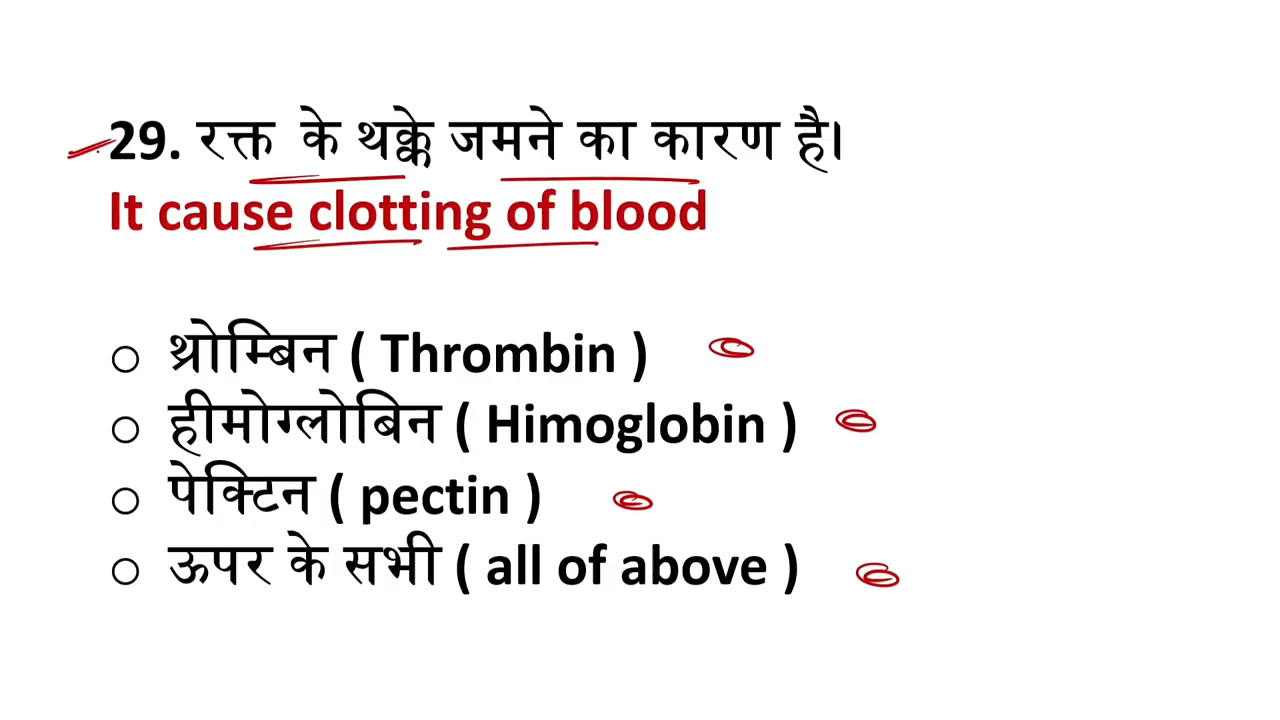 29. रक्त के थक्के जमने का कारण है।
It cause clotting of blood
○ थ्रोम्बिन ( Thrombin )
○ हीमोग्लोबिन ( Himoglobin )
○ पेक्टिन ( pectin )
○ ऊपर के सभी ( all of above )